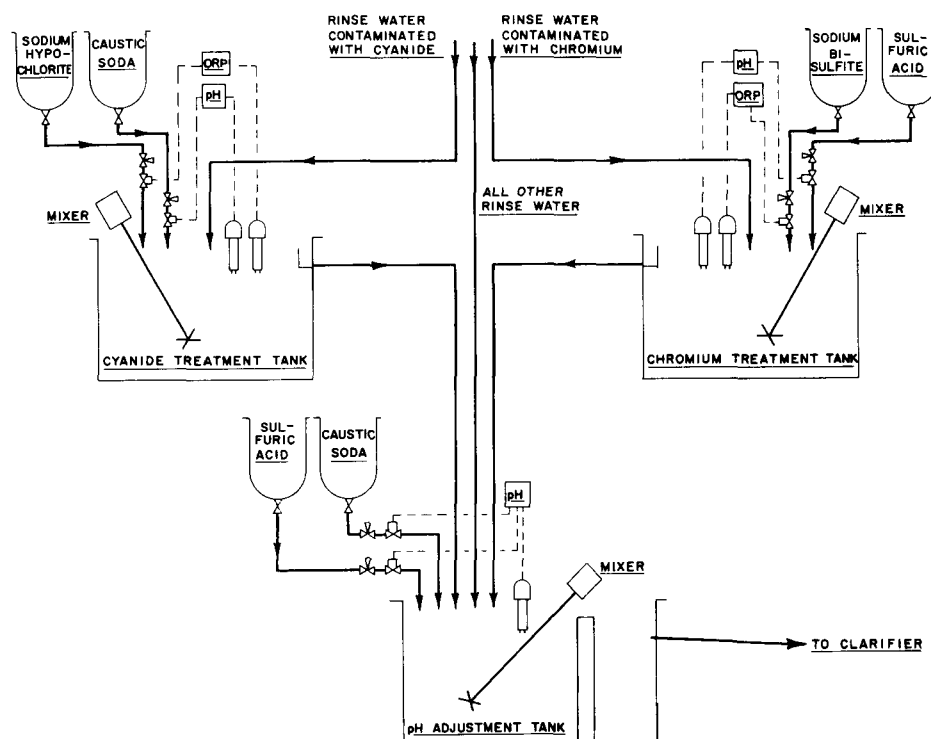 SODIUM
HYPO-
CHLORITE
CAUSTIC
SODA
ORP
pH
RINSE WATER
CONTAMINATED
WITH CYANIDE
RINSE WATER
CONTAMINATED
WITH CHROMIUM
pH
ORP
SODIUM
BI-
SULFITE
SUL-
FURIC
ACID
MIXER
ALL OTHER
RINSE WATER
MIXER
CYANIDE TREATMENT TANK
CHROMIUM TREATMENT TANK
SUL-
FURIC
ACID
CAUSTIC
SODA
pH
MIXER
TO CLARIFIER
pH ADJUSTMENT TANK